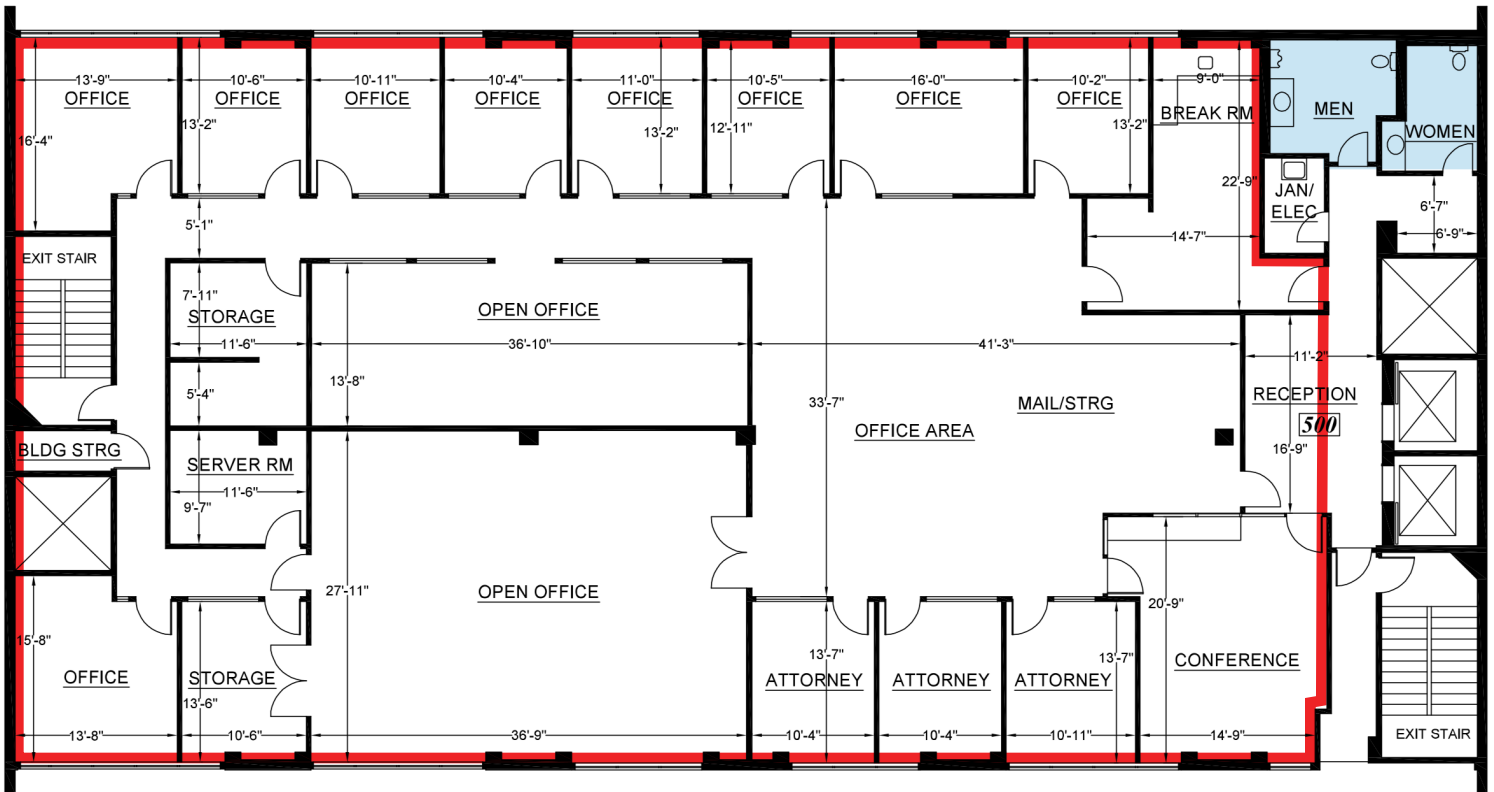 13'-9"
OFFICE
16'-4"
10'-6"
OFFICE
13'-2"
10'-11"
OFFICE
10'-4"
OFFICE
11'-0"
OFFICE
13'-2"
10'-5"
OFFICE
12'-11"
16'-0"
OFFICE
10'-2"
OFFICE
13'-2"
9'-0"
BREAK RM
22'-9"
14'-7"
MEN
WOMEN
JAN/
ELEC
6'-7"
6'-9"
5'-1"
EXIT STAIR
7'-11"
STORAGE
11'-6"
5'-4"
OPEN OFFICE
36'-10"
13'-8"
41'-3"
33'-7"
MAIL/STRG
OFFICE AREA
11'-2"
RECEPTION
500
16'-9"
BLDG STRG
SERVER RM
11'-6"
9'-7"
27'-11"
OPEN OFFICE
36'-9"
15'-8"
OFFICE
13'-8"
STORAGE
13'-6"
10'-6"
13'-7"
ATTORNEY
10'-4"
ATTORNEY
10'-4"
13'-7"
ATTORNEY
10'-11"
20'-9"
CONFERENCE
14'-9"
EXIT STAIR